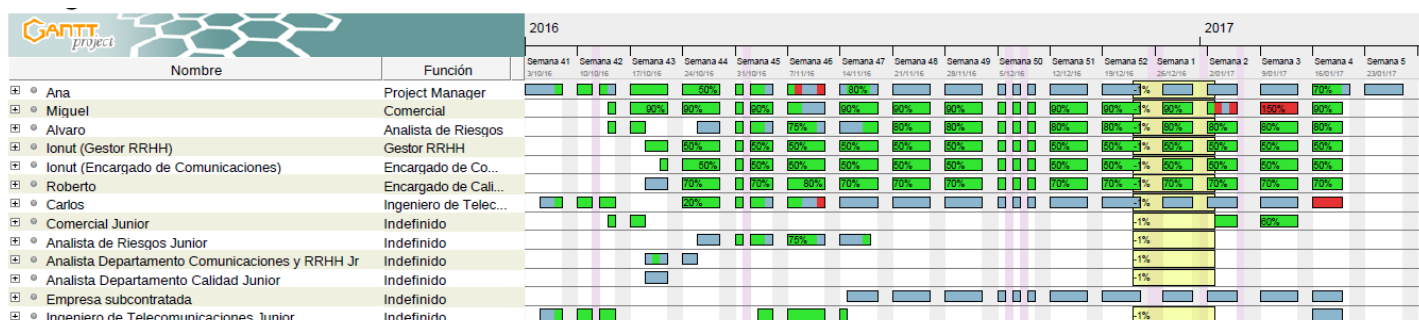 GANTT
project
2016 2017
Semana 41 Semana 42 Semana 43 Semana 44 Semana 45 Semana 46 Semana 47 Semana 48 Semana 49 Semana 50 Semana 51 Semana 52 Semana 1 Semana 2 Semana 3 Semana 4 Semana 5
3/10/16 10/10/16 17/10/16 24/10/16 31/10/16 7/11/16 14/11/16 21/11/16 28/11/16 5/12/16 12/12/16 19/12/16 26/12/16 2/01/17 9/01/17 16/01/17 23/01/17
Nombre Función
Ana Project Manager 50% 80% -1% 70%
Miguel Comercial 90% 90% 90% 90% 90% 90% 90% 90% -1% 90% 150% 90%
Alvaro Analista de Riesgos 75% 80% 80% 80% 80% -1% 80% 80% 80% 80%
Ionut (Gestor RRHH) Gestor RRHH 50% 50% 50% 50% 50% 50% 50% 50% -1% 50% 50% 50% 50%
Ionut (Encargado de Comunicaciones) Encargado de Co... 50% 50% 50% 50% 50% 50% 50% 50% -1% 50% 50% 50% 50%
Roberto Encargado de Cali... 70% 70% 80% 70% 70% 70% 70% 70% -1% 70% 70% 70% 70%
Carlos Ingeniero de Telec... 20% -1%
Comercial Junior Indefinido -1% 60%
Analista de Riesgos Junior Indefinido 75% -1%
Analista Departamento Comunicaciones y RRHH Jr Indefinido -1%
Analista Departamento Calidad Junior Indefinido -1%
Empresa subcontratada Indefinido -1%
Ingeniero de Telecomunicaciones Junior Indefinido -1%